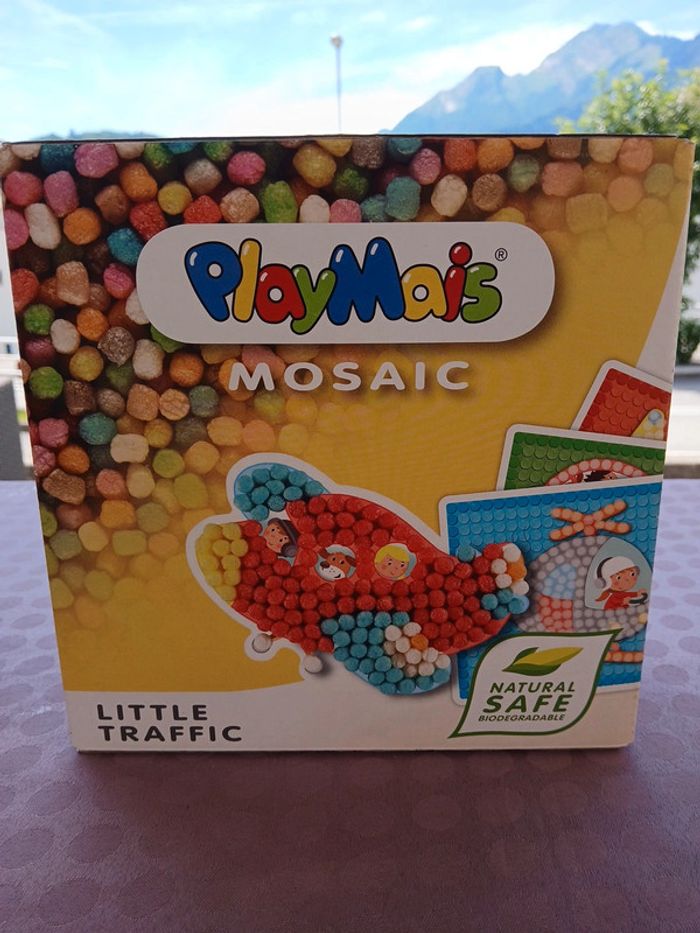 PlayMais®
MOSAIC
LITTLE
TRAFFIC
NATURAL
SAFE
BIODEGRADABLE